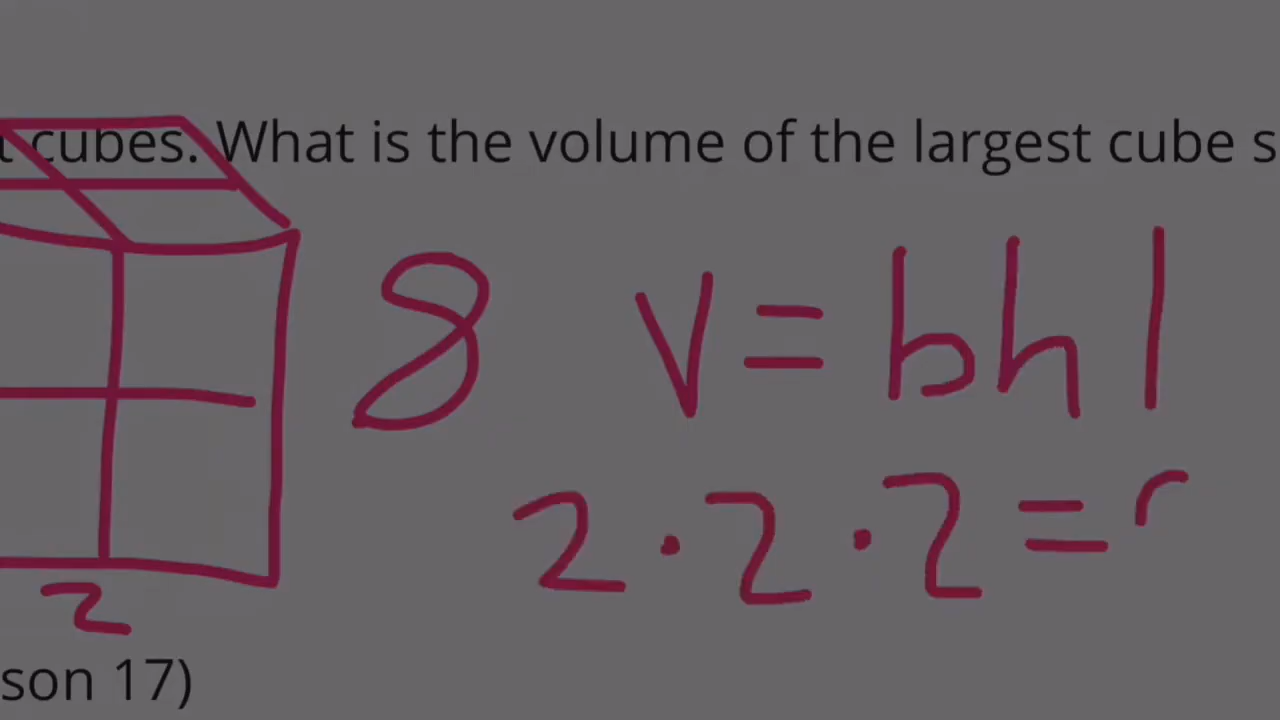 cubes. What is the volume of the largest cube
8 V = bhl
2 · 2 · 2 =
2
son 17)